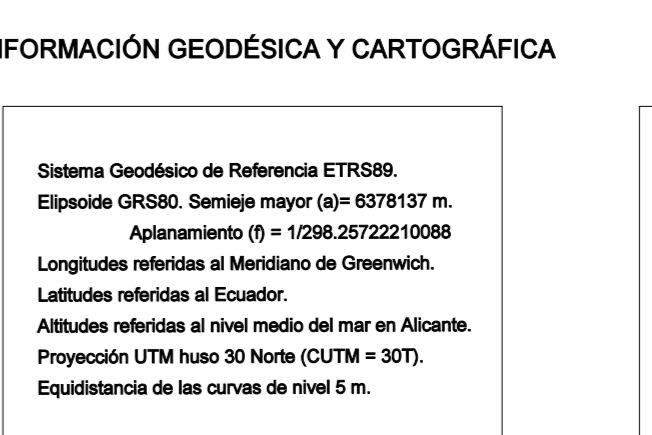 NFORMACIÓN GEODÉSICA Y CARTOGRÁFICA
Sistema Geodésico de Referencia ETRS89.
Elipsoide GRS80. Semieje mayor (a)= 6378137 m.
Aplanamiento (f) = 1/298.25722210088
Longitudes referidas al Meridiano de Greenwich.
Latitudes referidas al Ecuador.
Altitudes referidas al nivel medio del mar en Alicante.
Proyección UTM huso 30 Norte (CUTM = 30T).
Equidistancia de las curvas de nivel 5 m.